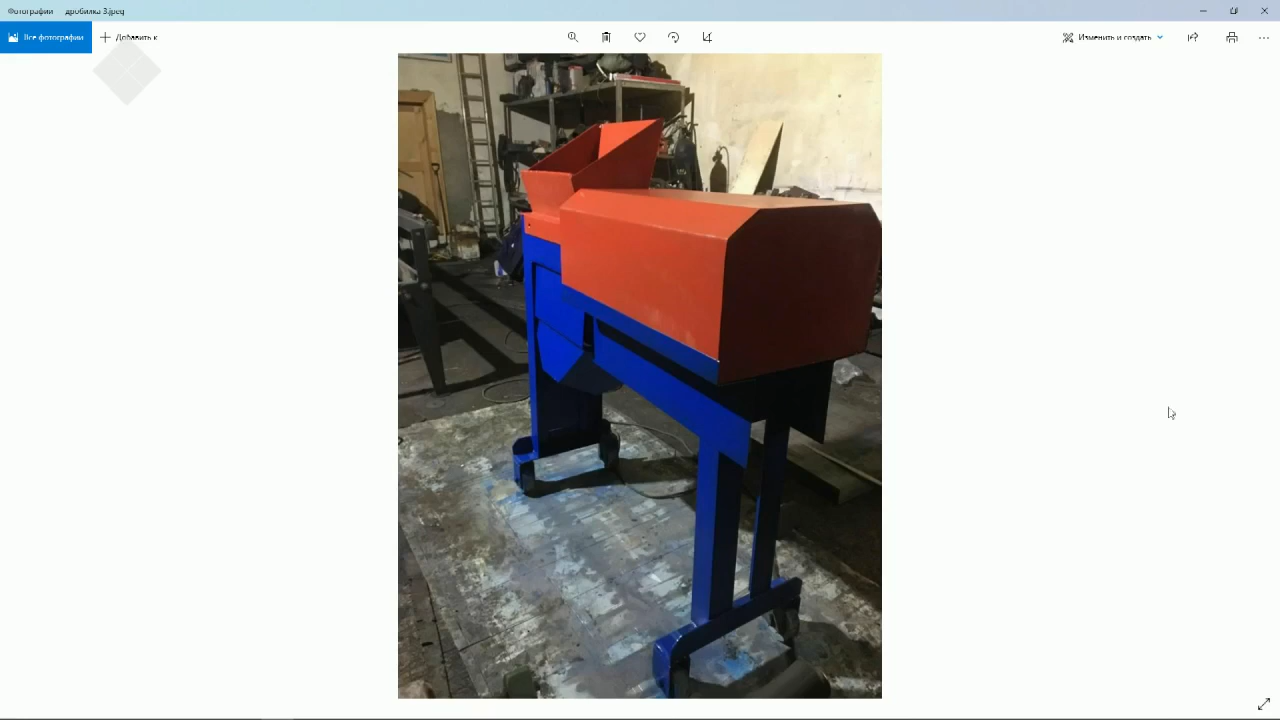 Фотографии - дробилка 3.jpeg
Все фотографии
Добавить к
Изменить и создать